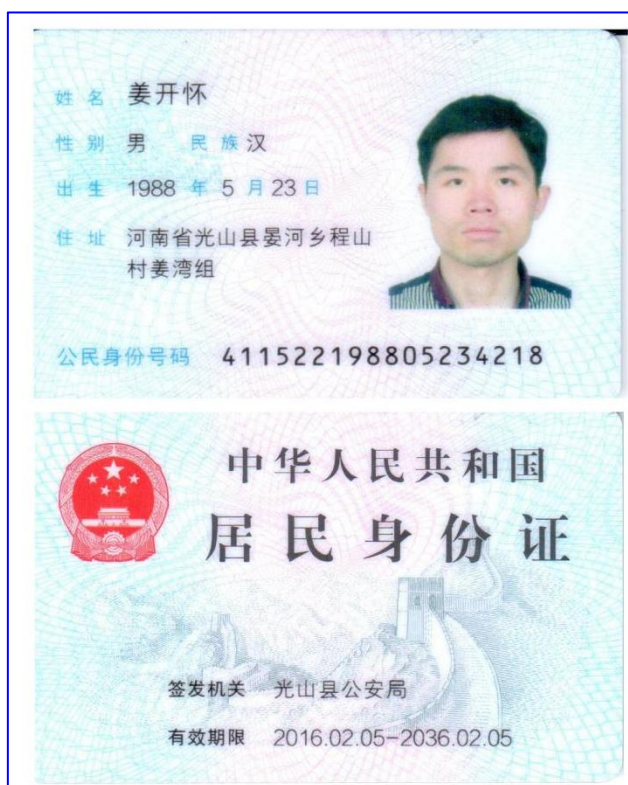 姓名 姜开怀
性别 男 民族 汉
出生 1988 年 5 月 23 日
住址 河南省光山县晏河乡程山
村姜湾组
公民身份号码 411522198805234218
中华人民共和国
居民身份证
签发机关 光山县公安局
有效期限 2016.02.05-2036.02.05